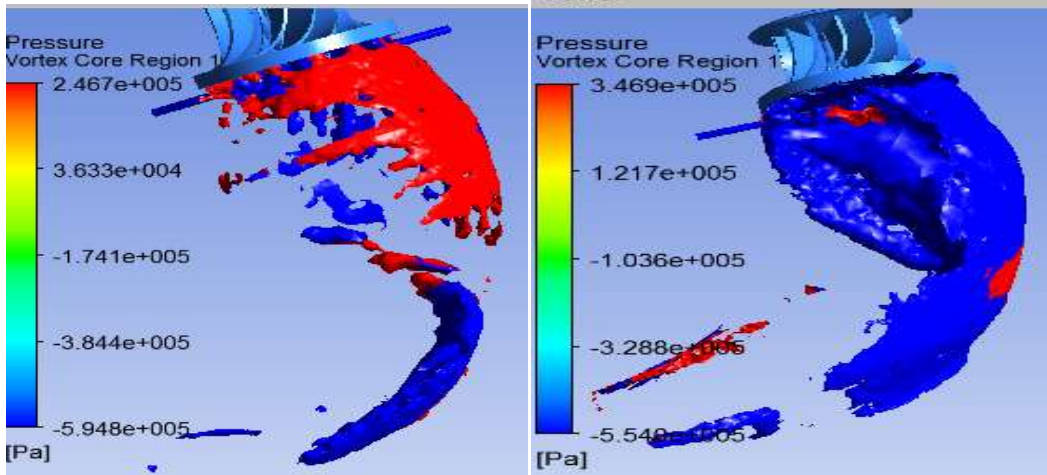 Pressure
Vortex Core Region 1
2.467e+005
3.633e+004
-1.741e+005
-3.844e+005
-5.948e+005
[Pa]
Pressure
Vortex Core Region 1
3.469e+005
1.217e+005
-1.036e+005
-3.288e+005
-5.540e+005
[Pa]